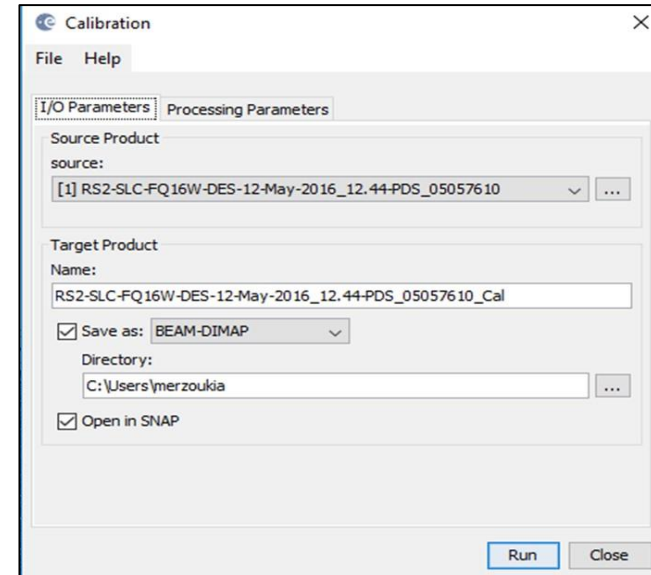 Calibration
File Help
I/O Parameters Processing Parameters
Source Product
source:
[1] RS2-SLC-FQ16W-DES-12-May-2016_12.44-PDS_05057610
...
Target Product
Name:
RS2-SLC-FQ16W-DES-12-May-2016_12.44-PDS_05057610_Cal
Save as: BEAM-DIMAP
Directory:
C:\Users\merzoukia
...
Open in SNAP
Run Close